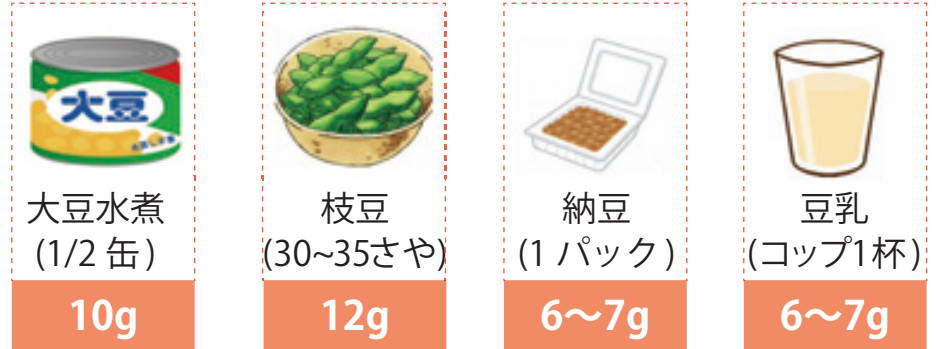 大豆
大豆水煮
(1/2 缶)
10g
枝豆
(30~35さや)
12g
納豆
(1 パック)
6〜7g
豆乳
(コップ1杯)
6〜7g